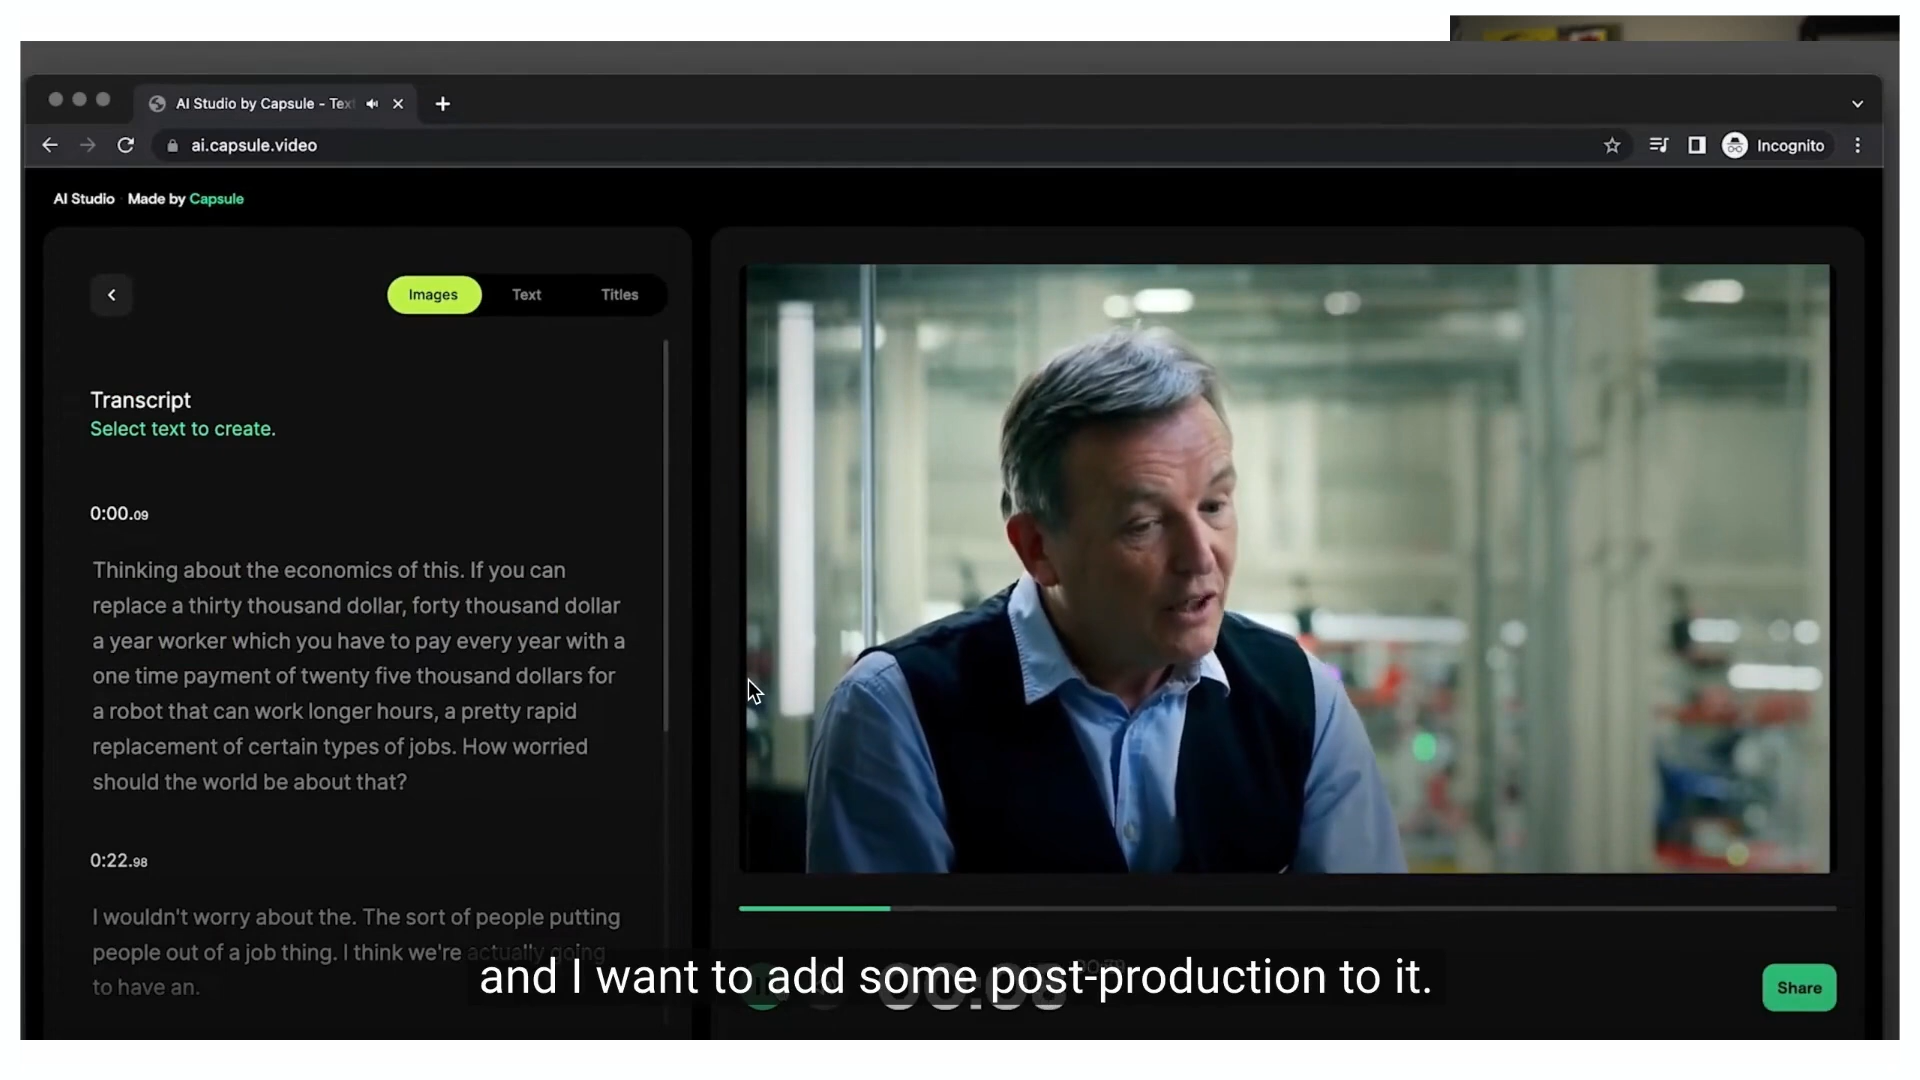 AI Studio by Capsule - Text
ai.capsule.video
Incognito
AI Studio · Made by Capsule
Images
Text
Titles
Transcript
Select text to create.
0:00.09
Thinking about the economics of this. If you can
replace a thirty thousand dollar, forty thousand dollar
a year worker which you have to pay every year with a
one time payment of twenty five thousand dollars for
a robot that can work longer hours, a pretty rapid
replacement of certain types of jobs. How worried
should the world be about that?
0:22.98
I wouldn't worry about the. The sort of people putting
people out of a job thing. I think we're actually going
to have an.
and I want to add some post-production to it.
Share